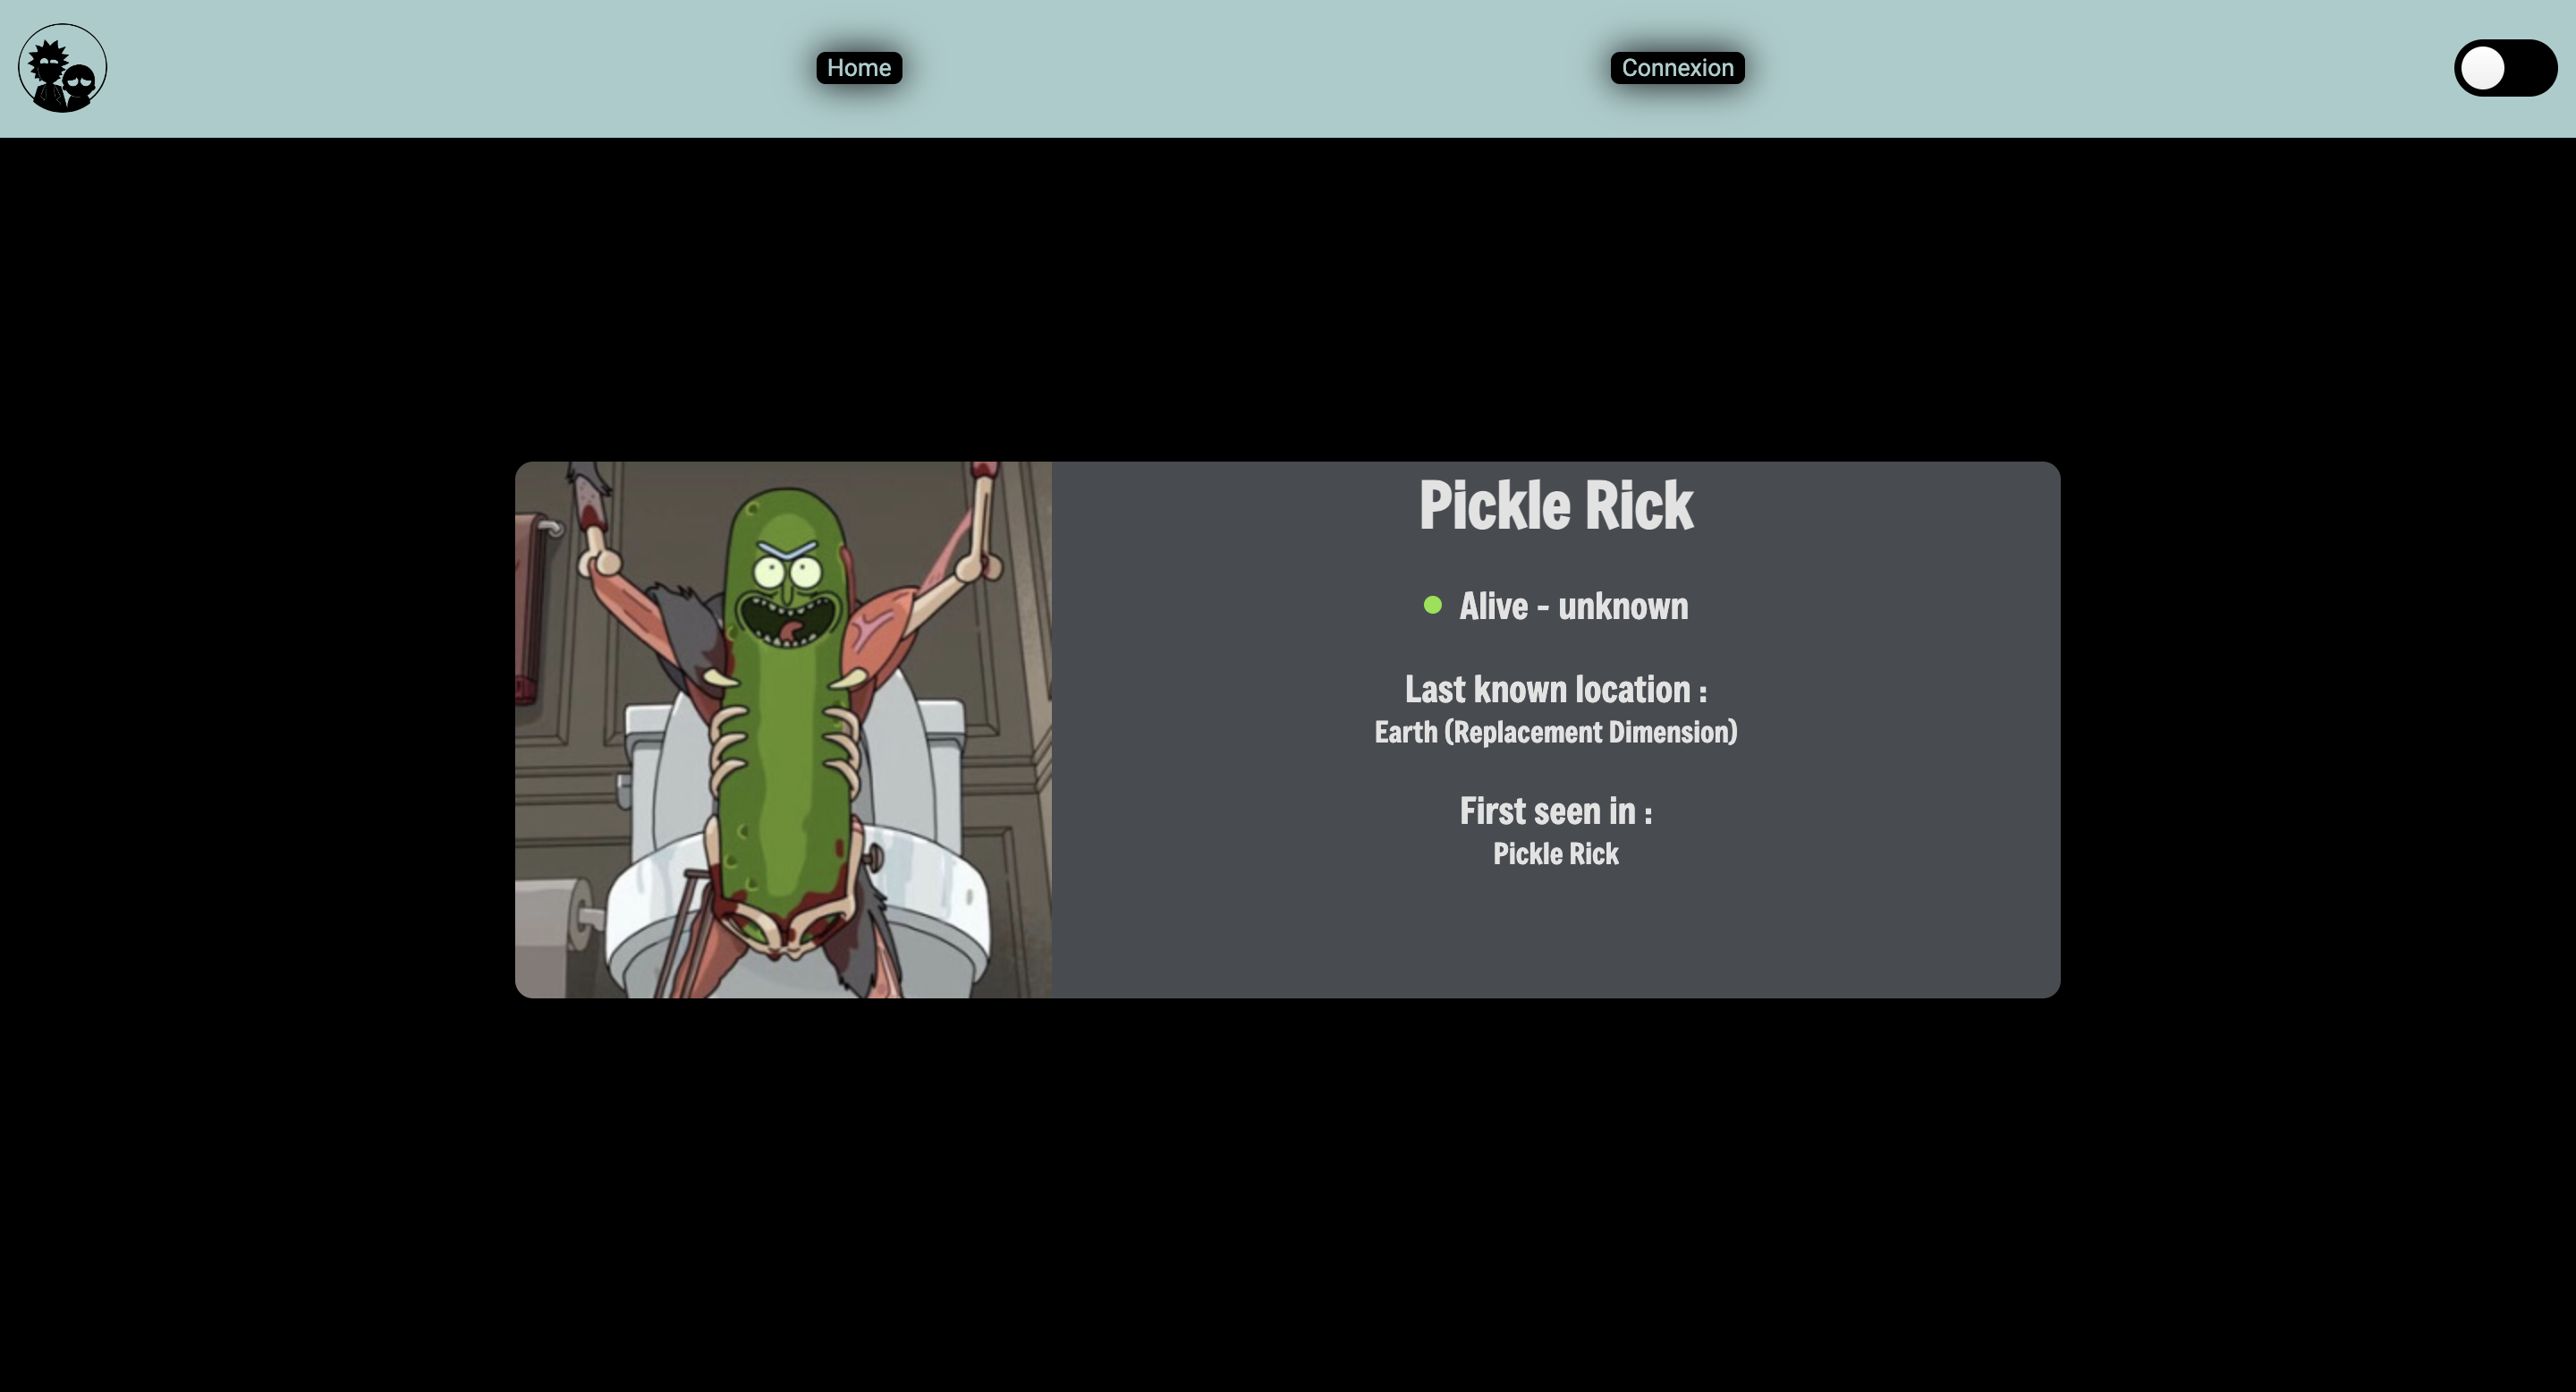 Home
Connexion
Pickle Rick
Alive - unknown
Last known location :
Earth (Replacement Dimension)
First seen in :
Pickle Rick